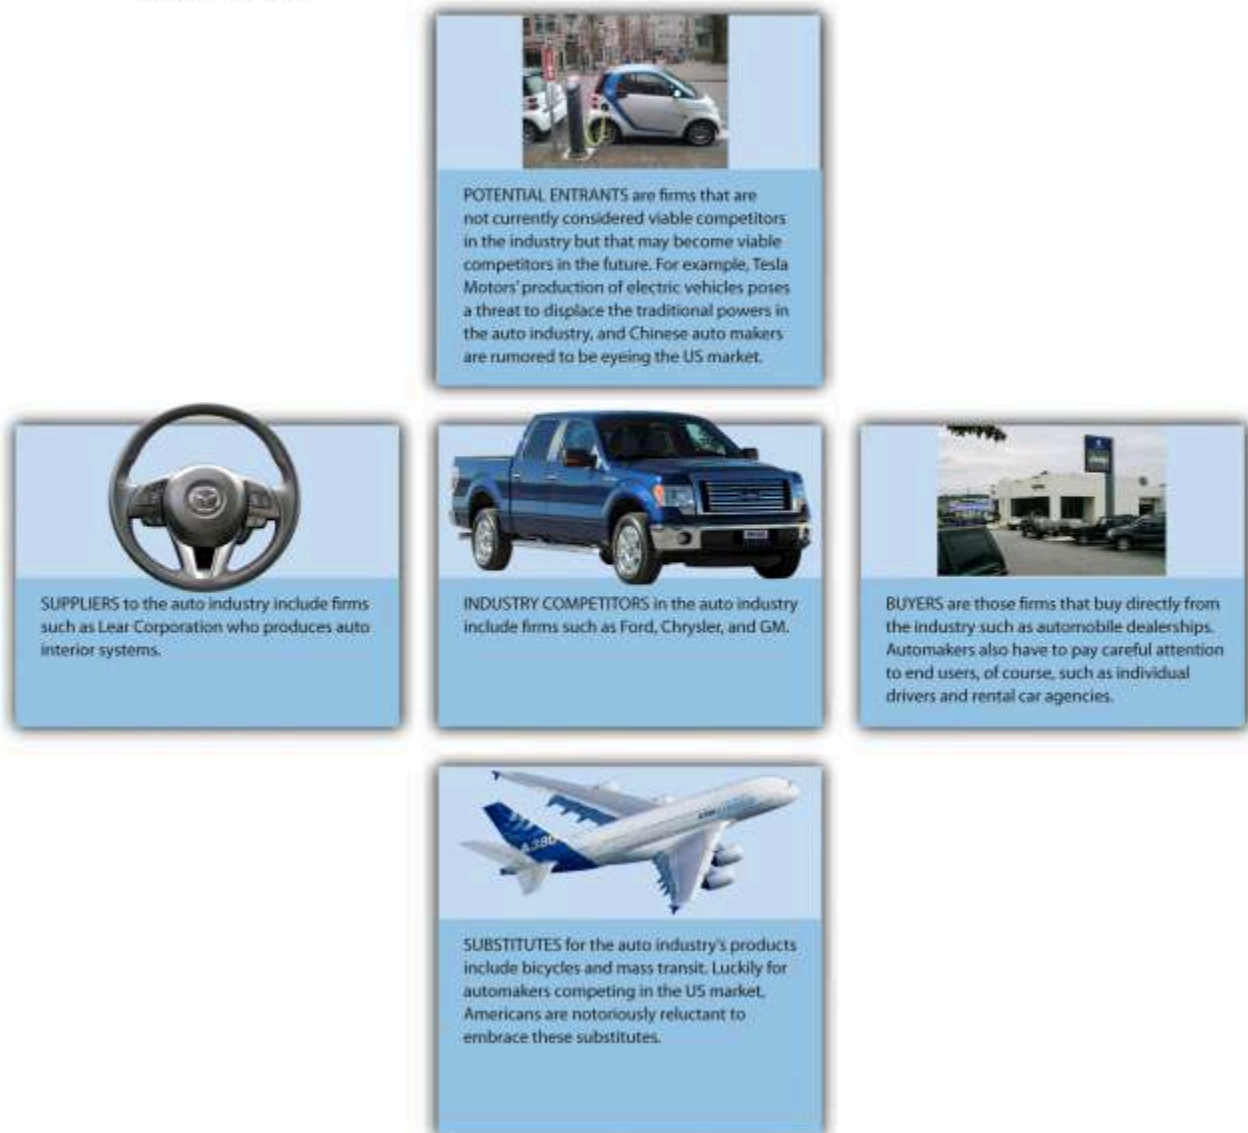 POTENTIAL ENTRANTS are firms that are
not currently considered viable competitors
in the industry but that may become viable
competitors in the future. For example, Tesla
Motors' production of electric vehicles poses
a threat to displace the traditional powers in
the auto industry, and Chinese auto makers
are rumored to be eyeing the US market.
SUPPLIERS to the auto industry include firms
such as Lear Corporation who produces auto
interior systems.
INDUSTRY COMPETITORS in the auto industry
include firms such as Ford, Chrysler, and GM.
BUYERS are those firms that buy directly from
the industry such as automobile dealerships.
Automakers also have to pay careful attention
to end users, of course, such as individual
drivers and rental car agencies.
A380
SUBSTITUTES for the auto industry's products
include bicycles and mass transit. Luckily for
automakers competing in the US market,
Americans are notoriously reluctant to
embrace these substitutes.